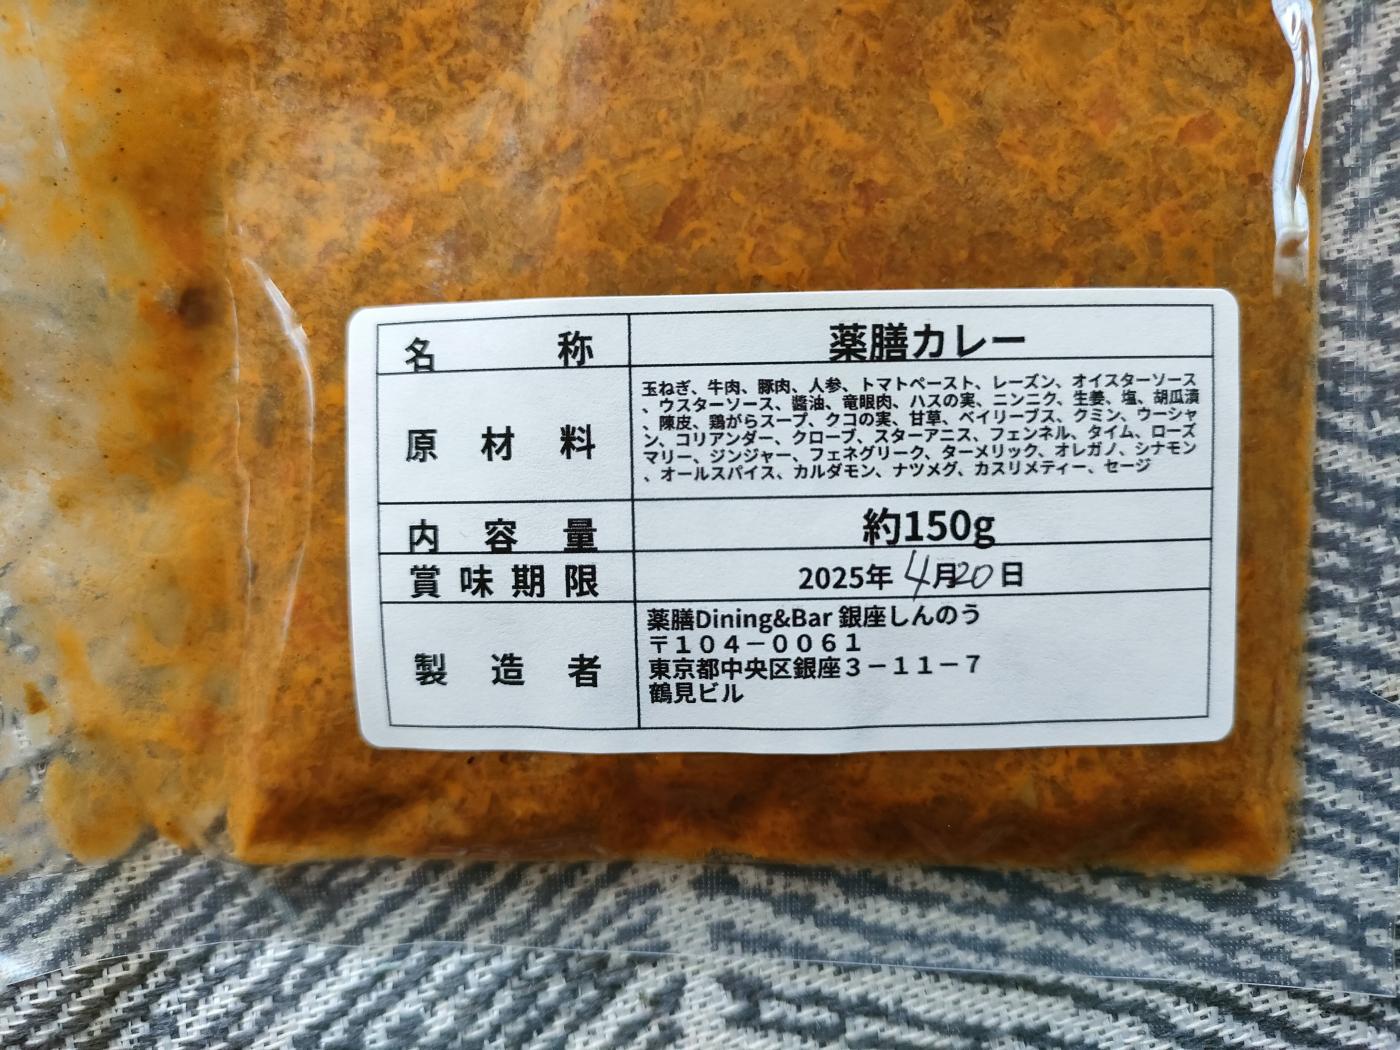 名称 薬膳カレー
原材料
玉ねぎ、牛肉、豚肉、人参、トマトペースト、レーズン、オイスターソース
、ウスターソース、醬油、竜眼肉、ハスの実、ニンニク、生姜、塩、胡瓜漬
、陳皮、鶏がらスープ、クコの実、甘草、ベイリーブス、クミン、ウーシャ
ン、コリアンダー、クローブ、スターアニス、フェンネル、タイム、ローズ
マリー、ジンジャー、フェネグリーク、ターメリック、オレガノ、シナモン
、オールスパイス、カルダモン、ナツメグ、カスリメティー、セージ
内容量 約150g
賞味期限 2025年4月20日
製造者
薬膳Dining&Bar 銀座しんのう
〒１０４－００６１
東京都中央区銀座３－１１－７
鶴見ビル